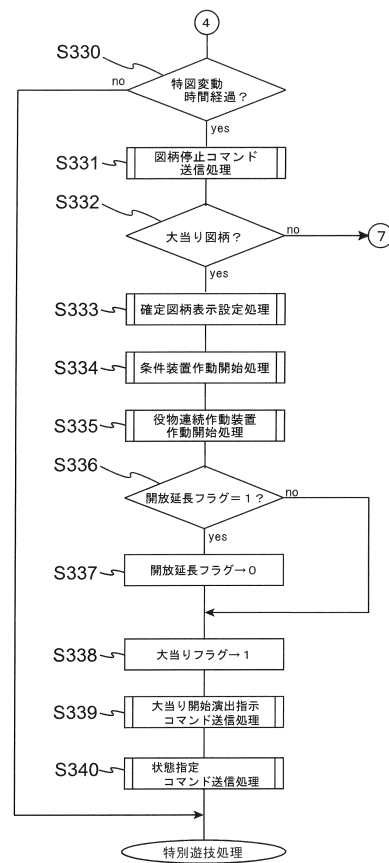 4
S330
特図変動
時間経過？
no
yes
S331
図柄停止コマンド
送信処理
S332
大当り図柄？
no
7
yes
S333
確定図柄表示設定処理
S334
条件装置作動開始処理
S335
役物連続作動装置
作動開始処理
S336
開放延長フラグ＝１？
no
yes
S337
開放延長フラグ→０
S338
大当りフラグ→１
S339
大当り開始演出指示
コマンド送信処理
S340
状態指定
コマンド送信処理
特別遊技処理